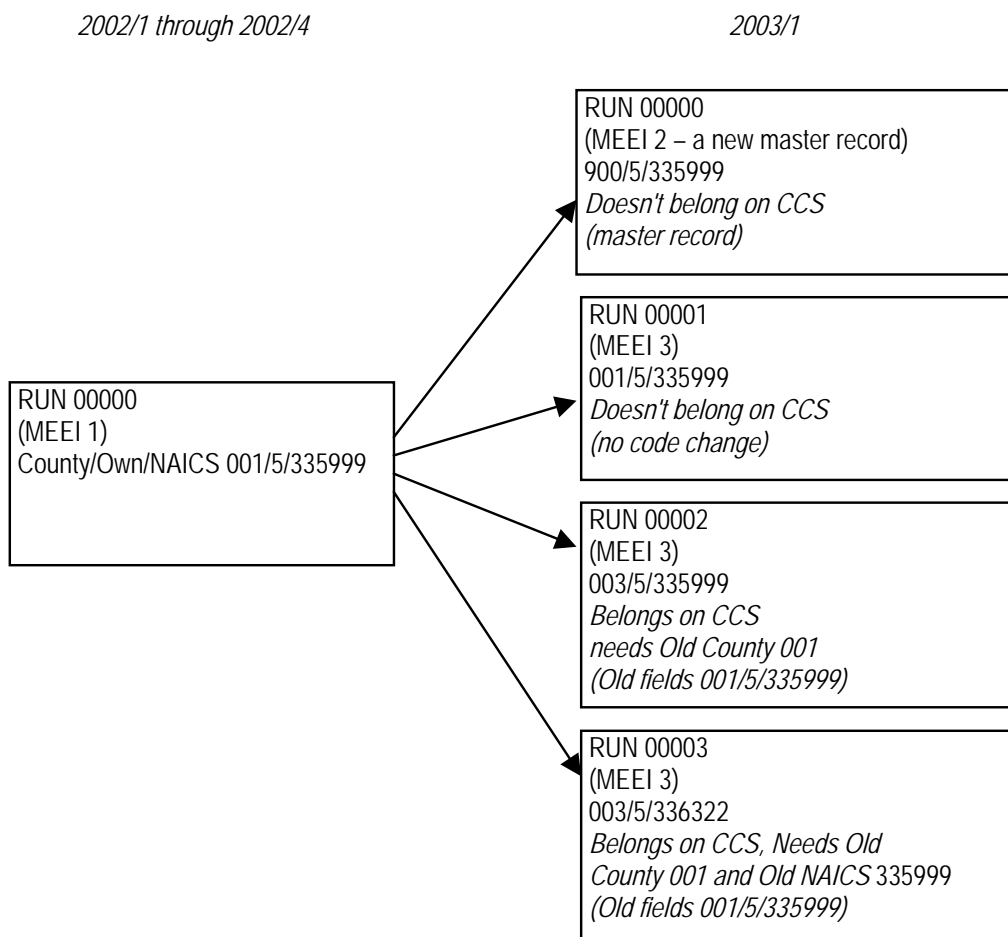 2002/1 through 2002/4
2003/1
RUN 00000
(MEEI 1)
County/Own/NAICS 001/5/335999
RUN 00000
(MEEI 2 – a new master record)
900/5/335999
Doesn't belong on CCS
(master record)
RUN 00001
(MEEI 3)
001/5/335999
Doesn't belong on CCS
(no code change)
RUN 00002
(MEEI 3)
003/5/335999
Belongs on CCS
needs Old County 001
(Old fields 001/5/335999)
RUN 00003
(MEEI 3)
003/5/336322
Belongs on CCS, Needs Old
County 001 and Old NAICS 335999
(Old fields 001/5/335999)